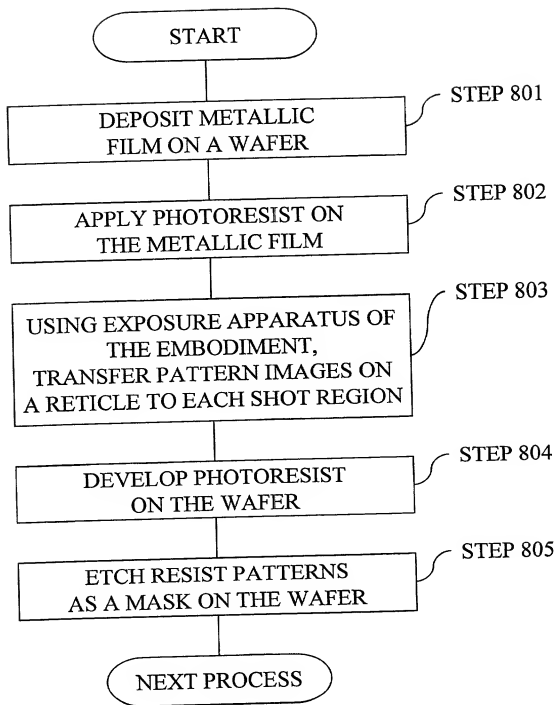 START
STEP 801
DEPOSIT METALLIC
FILM ON A WAFER
STEP 802
APPLY PHOTORESIST ON
THE METALLIC FILM
STEP 803
USING EXPOSURE APPARATUS OF
THE EMBODIMENT,
TRANSFER PATTERN IMAGES ON
A RETICLE TO EACH SHOT REGION
STEP 804
DEVELOP PHOTORESIST
ON THE WAFER
STEP 805
ETCH RESIST PATTERNS
AS A MASK ON THE WAFER
NEXT PROCESS